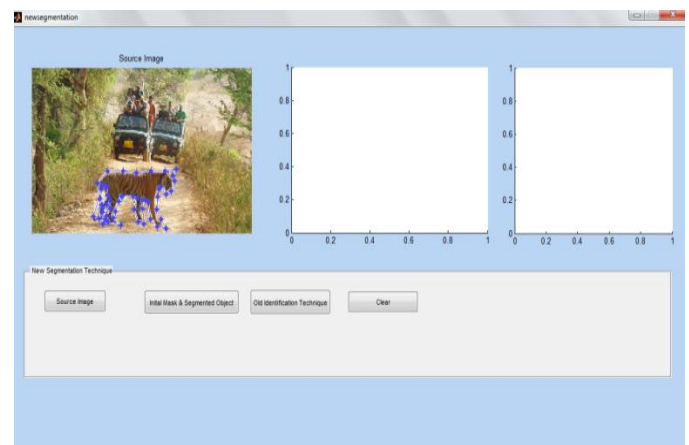 newsegmentation
Source Image
1
0.8
0.6
0.4
0.2
0
0 0.2 0.4 0.6 0.8 1
1
0.8
0.6
0.4
0.2
0
0 0.2 0.4 0.6 0.8 1
New Segmentation Technique
Source Image
Inital Mask & Segmented Object
Old Identification Technique
Clear